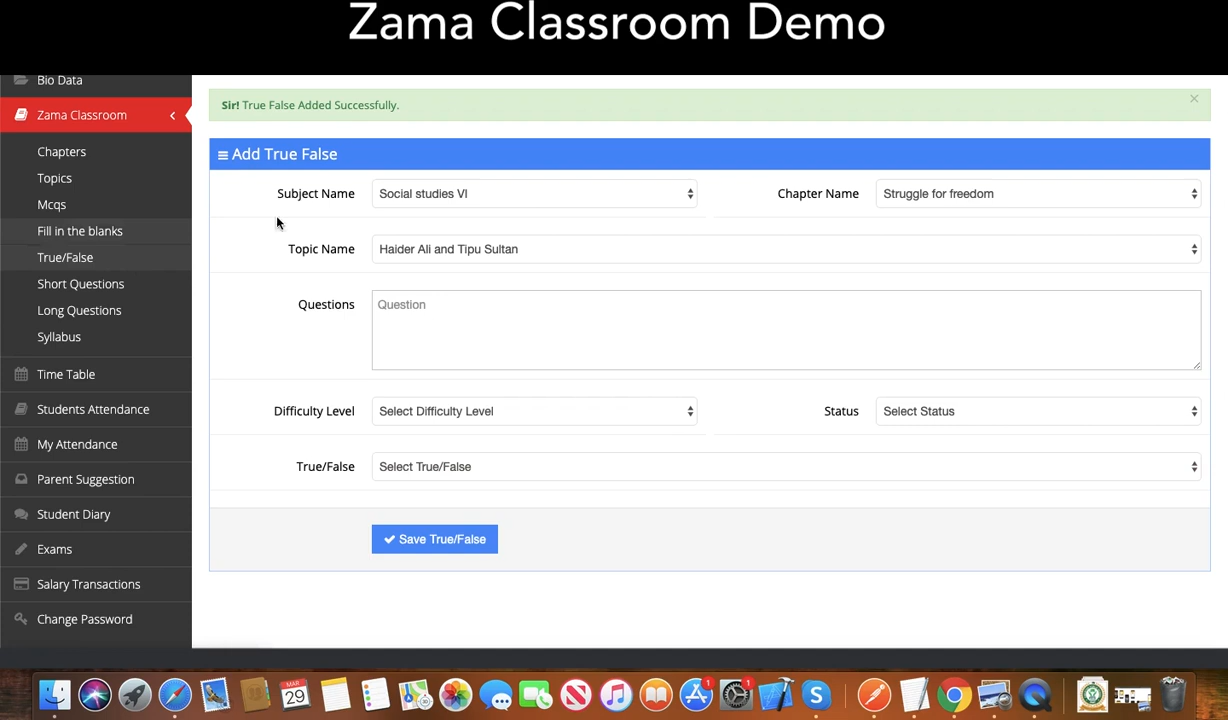 Zama Classroom Demo
Bio Data
Zama Classroom
Chapters
Topics
Mcqs
Fill in the blanks
True/False
Short Questions
Long Questions
Syllabus
Time Table
Students Attendance
My Attendance
Parent Suggestion
Student Diary
Exams
Salary Transactions
Change Password
Sir! True False Added Successfully.
×
Add True False
Subject Name Social studies VI Chapter Name Struggle for freedom
Topic Name Haider Ali and Tipu Sultan
Questions Question
Difficulty Level Select Difficulty Level Status Select Status
True/False Select True/False
Save True/False
MAR
29
1
1